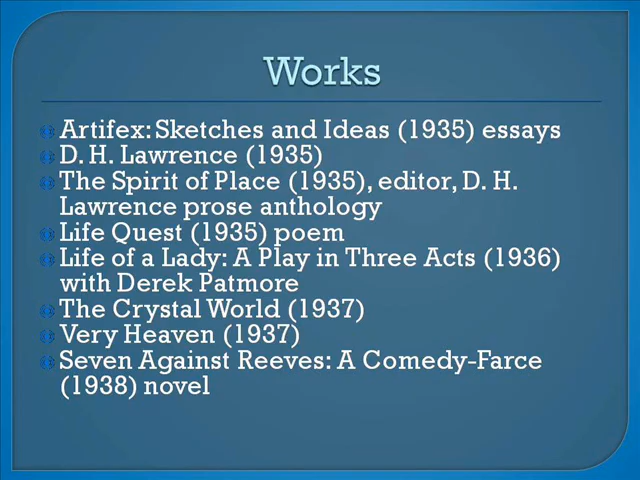 Works
Artifex: Sketches and Ideas (1935) essays
D. H. Lawrence (1935)
The Spirit of Place (1935), editor, D. H.
Lawrence prose anthology
Life Quest (1935) poem
Life of a Lady: A Play in Three Acts (1936)
with Derek Patmore
The Crystal World (1937)
Very Heaven (1937)
Seven Against Reeves: A Comedy-Farce
(1938) novel